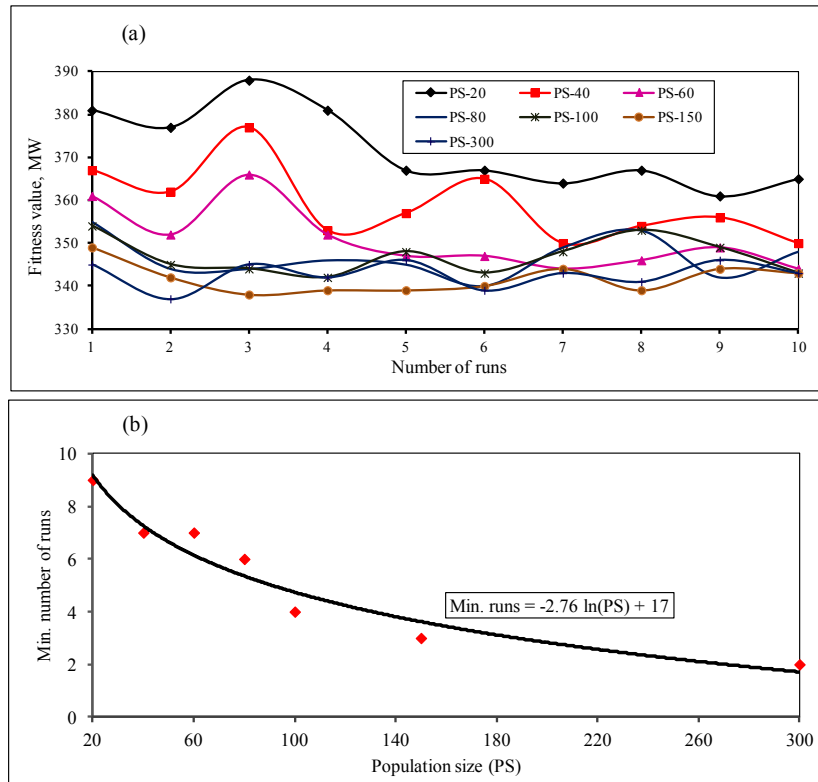 (a)
390
380
370
360
350
340
330
Fitness value, MW
PS-20 PS-40 PS-60
PS-80 PS-100 PS-150
PS-300
1 2 3 4 5 6 7 8 9 10
Number of runs
(b)
10
8
6
4
2
0
Min. number of runs
Min. runs = -2.76 ln(PS) + 17
20 60 100 140 180 220 260 300
Population size (PS)